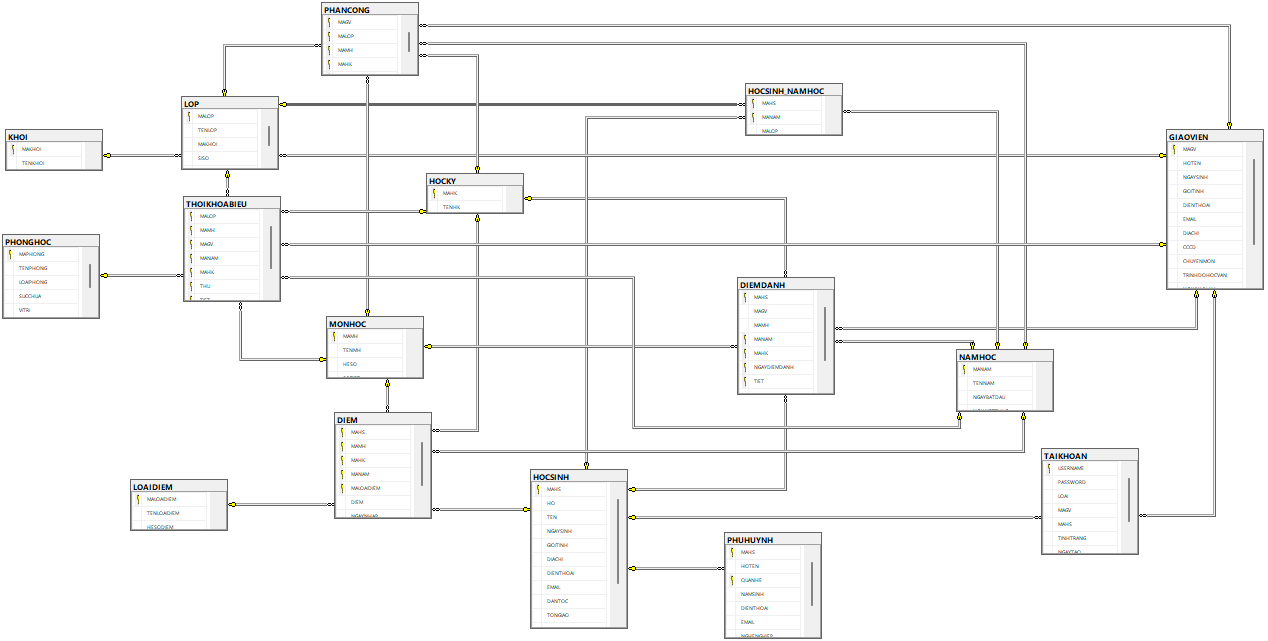 PHANCONG
MAGV
MALOP
MAMH
MAHK
LOP
MALOP
TENLOP
MAKHOI
SISO
HOCSINH_NAMHOC
MAHS
MANAM
MALOP
KHOI
MAKHOI
TENKHOI
GIAOVIEN
MAGV
HOTEN
NGAYSINH
GIOITINH
DIENTHOAI
EMAIL
DIACHI
CCCD
CHUYENMON
TRINHDOHOCVAN
HOCKY
MAHK
TENHK
THOIKHOABIEU
MALOP
MAMH
MAGV
MANAM
MAHK
THU
TIET
PHONGHOC
MAPHONG
TENPHONG
LOAIPHONG
SUCCHUA
VITRI
DIEMDANH
MAHS
MAGV
MAMH
MANAM
MAHK
NGAYDIEMDANH
TIET
MONHOC
MAMH
TENMH
HESO
NAMHOC
MANAM
TENNAM
NGAYBATDAU
DIEM
MAHS
MAMH
MAHK
MANAM
MALOAIDIEM
DIEM
NGAYNHAP
TAIKHOAN
USERNAME
PASSWORD
LOAI
MAGV
MAHS
TINHTRANG
NGAYTAO
HOCSINH
MAHS
HO
TEN
NGAYSINH
GIOITINH
DIACHI
DIENTHOAI
EMAIL
DANTOC
TONGIAO
LOAIDIEM
MALOAIDIEM
TENLOAIDIEM
HESODIEM
PHUHUYNH
MAHS
HOTEN
QUANHE
NAMSINH
DIENTHOAI
EMAIL
NGHENGHIEP